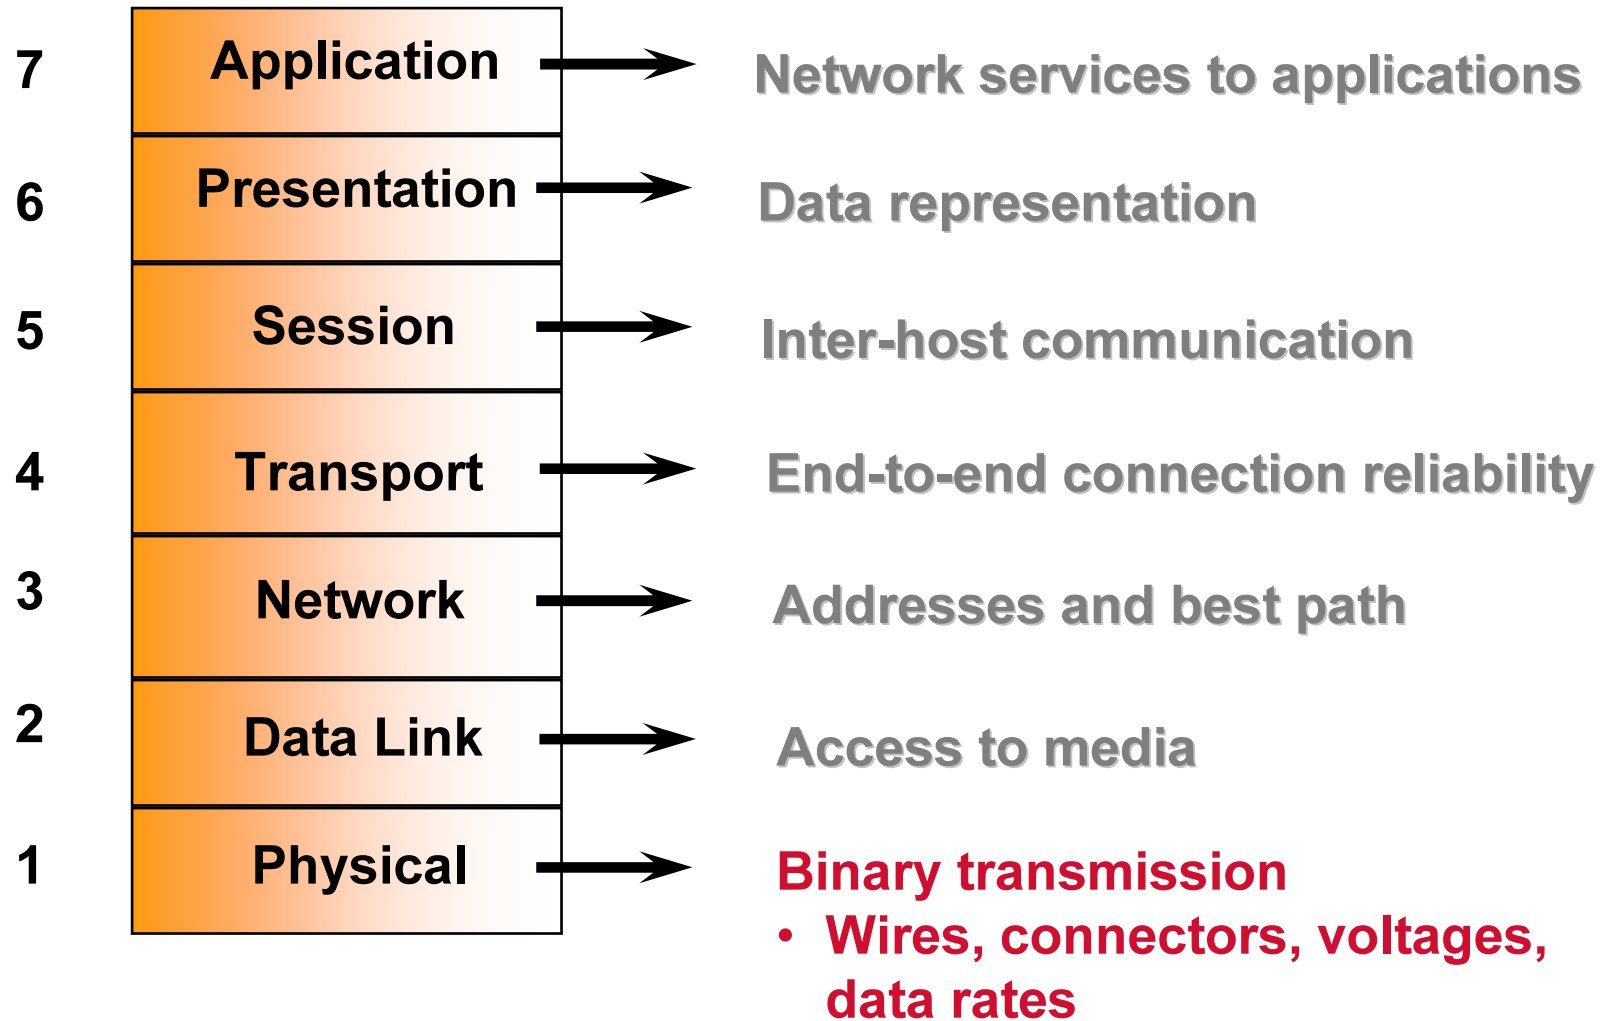 7 Application Network services to applications
6 Presentation Data representation
5 Session Inter-host communication
4 Transport End-to-end connection reliability
3 Network Addresses and best path
2 Data Link Access to media
1 Physical Binary transmission
• Wires, connectors, voltages,
data rates